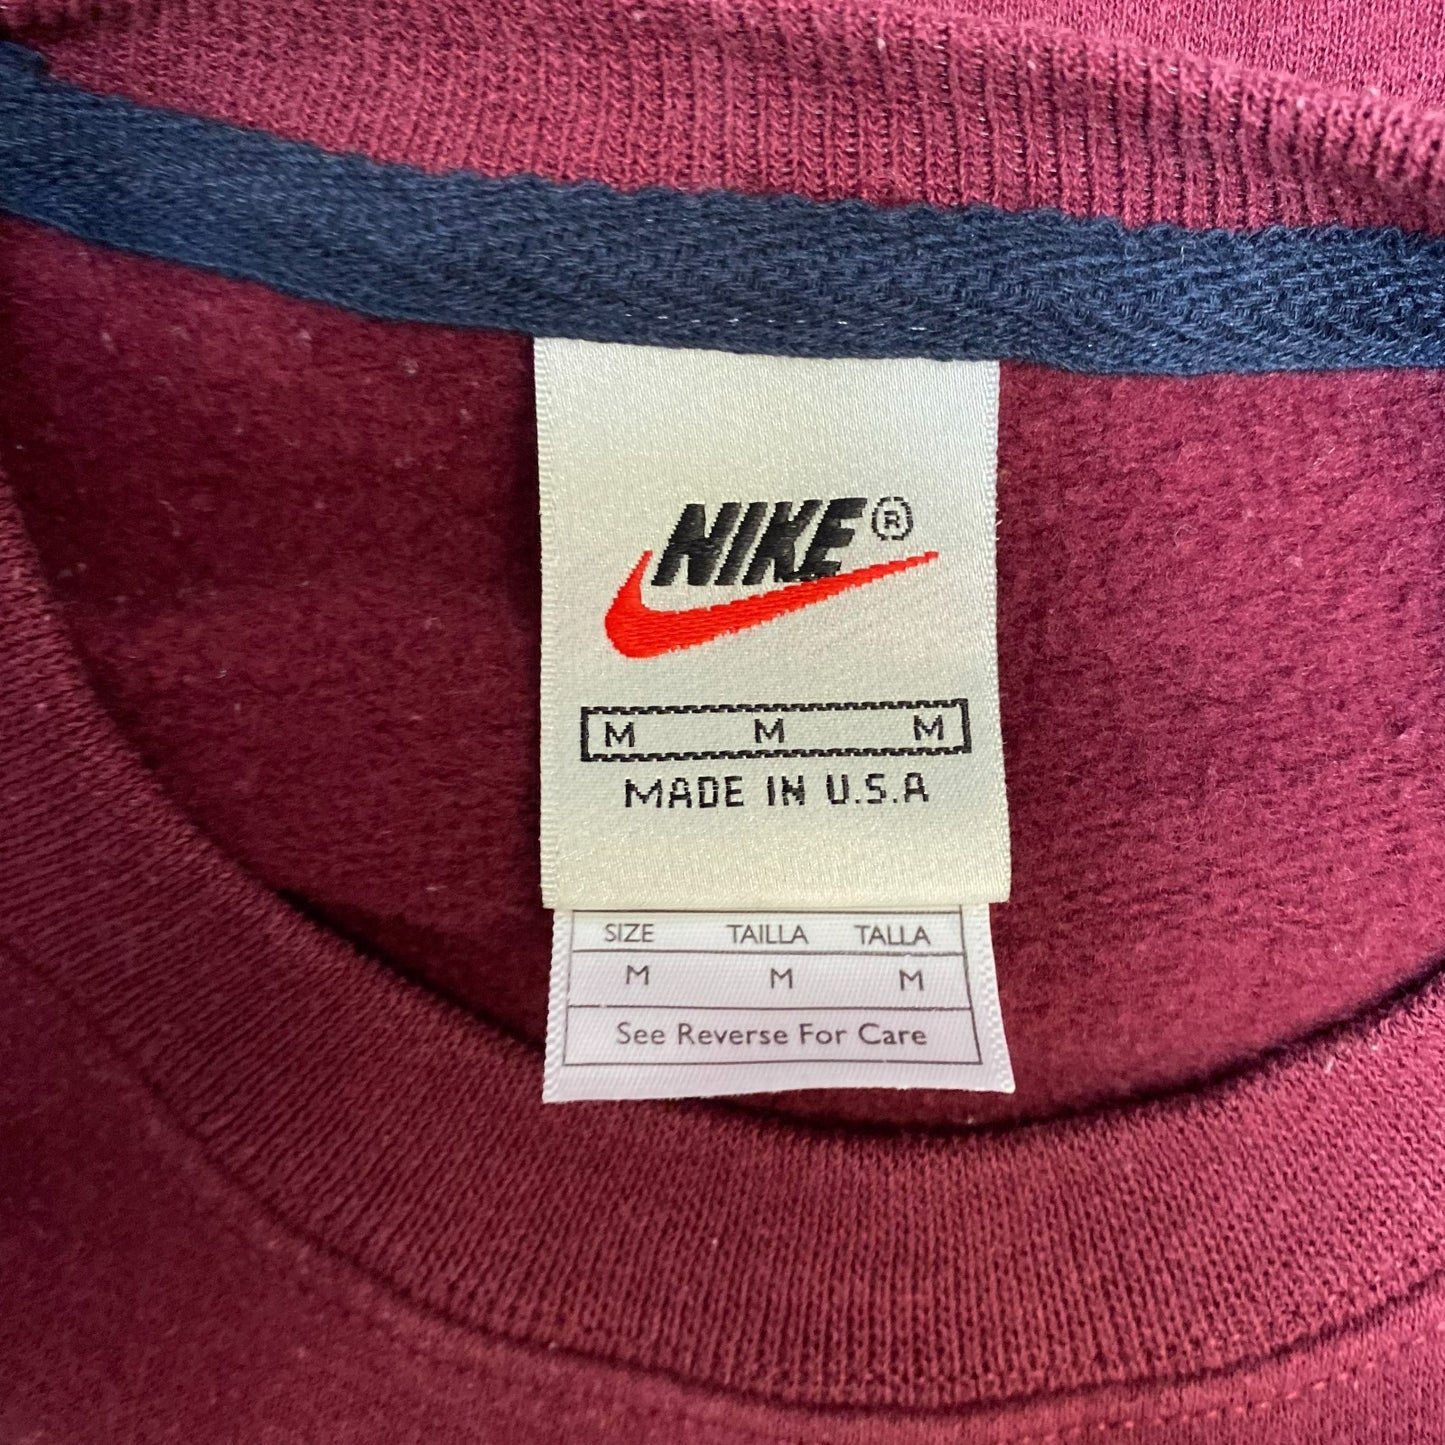 NIKE®
M M M
MADE IN U.S.A
SIZE TAILLA TALLA
M M M
See Reverse For Care